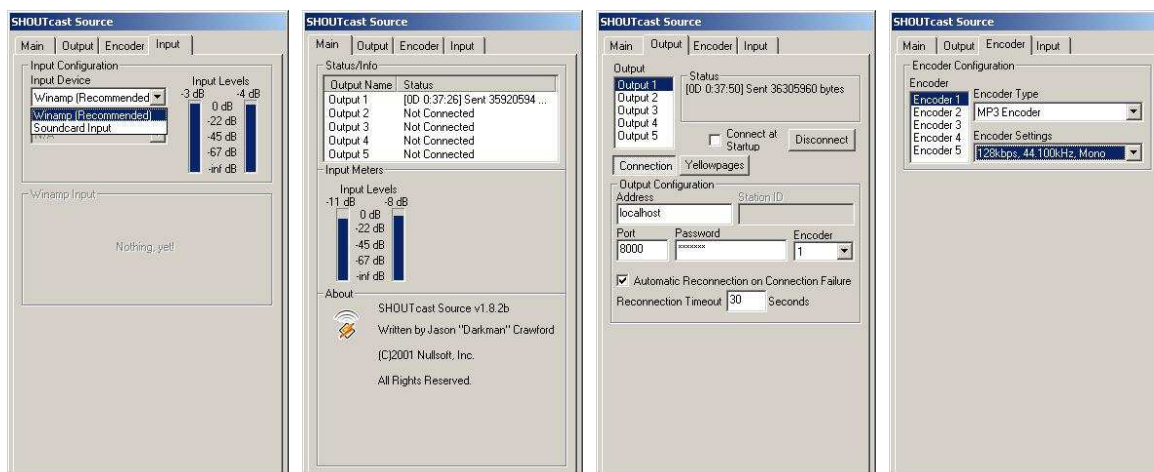 SHOUTcast Source
Main Output Encoder Input
Input Configuration
Input Device
Winamp (Recommended
Winamp (Recommended)
Soundcard Input
N/A
Input Levels
-3 dB -4 dB
0 dB
-22 dB
-45 dB
-67 dB
-inf dB
Winamp Input
Nothing, yet!
SHOUTcast Source
Main Output Encoder Input
Status/Info
Output Name Status
Output 1 [0D 0:37:26] Sent 35920594 ...
Output 2 Not Connected
Output 3 Not Connected
Output 4 Not Connected
Output 5 Not Connected
Input Meters
Input Levels
-11 dB -8 dB
0 dB
-22 dB
-45 dB
-67 dB
-inf dB
About
SHOUTcast Source v1.8.2b
Written by Jason "Darkman" Crawford
(C)2001 Nullsoft, Inc.
All Rights Reserved.
SHOUTcast Source
Main Output Encoder Input
Output
Output 1
Output 2
Output 3
Output 4
Output 5
Status
[0D 0:37:50] Sent 36305960 bytes
Connect at
Startup
Disconnect
Connection Yellowpages
Output Configuration
Address Station ID
localhost
Port Password Encoder
8000 ******* 1
Automatic Reconnection on Connection Failure
Reconnection Timeout 30 Seconds
SHOUTcast Source
Main Output Encoder Input
Encoder Configuration
Encoder
Encoder 1
Encoder 2
Encoder 3
Encoder 4
Encoder 5
Encoder Type
MP3 Encoder
Encoder Settings
128kbps, 44.100kHz, Mono